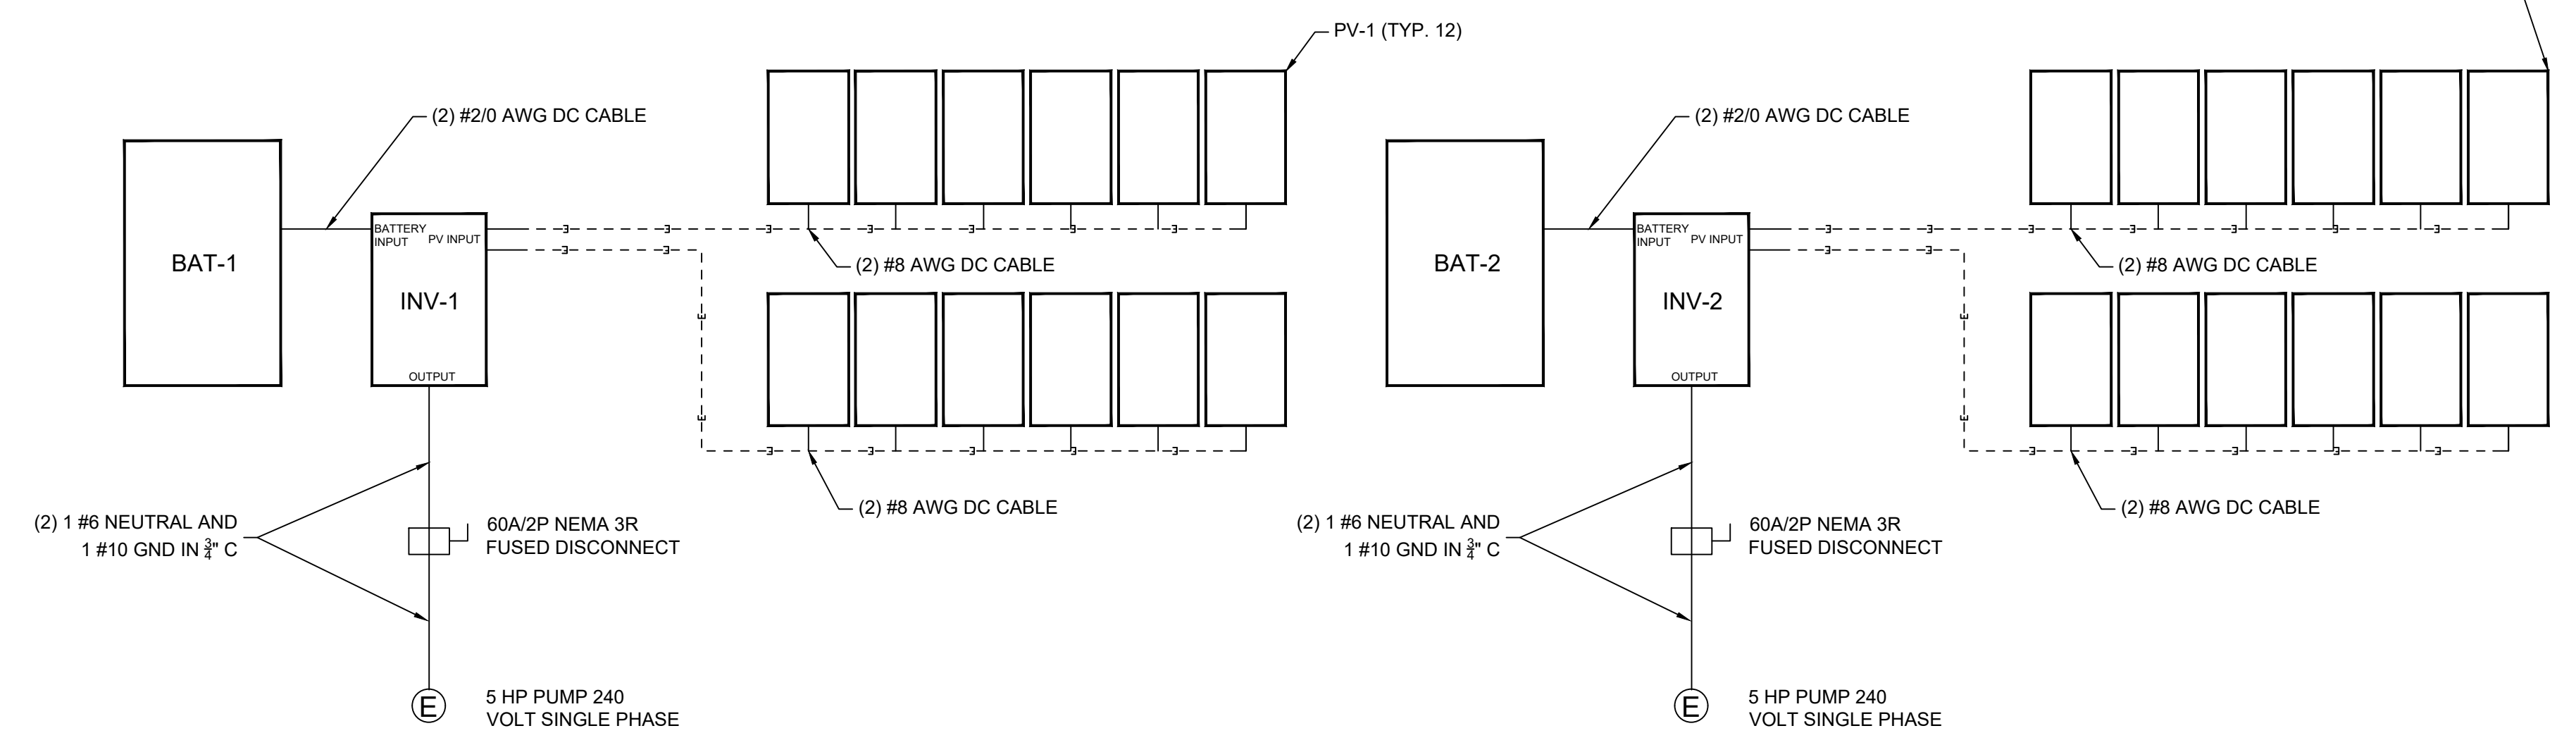 PV-1 (TYP. 12)
(2) #2/0 AWG DC CABLE
BAT-1
BATTERY
INPUT
PV INPUT
INV-1
OUTPUT
(2) #8 AWG DC CABLE
(2) #8 AWG DC CABLE
(2) 1 #6 NEUTRAL AND
1 #10 GND IN 3/4" C
60A/2P NEMA 3R
FUSED DISCONNECT
E
5 HP PUMP 240
VOLT SINGLE PHASE
(2) #2/0 AWG DC CABLE
BAT-2
BATTERY
INPUT
PV INPUT
INV-2
OUTPUT
(2) #8 AWG DC CABLE
(2) #8 AWG DC CABLE
(2) 1 #6 NEUTRAL AND
1 #10 GND IN 3/4" C
60A/2P NEMA 3R
FUSED DISCONNECT
E
5 HP PUMP 240
VOLT SINGLE PHASE